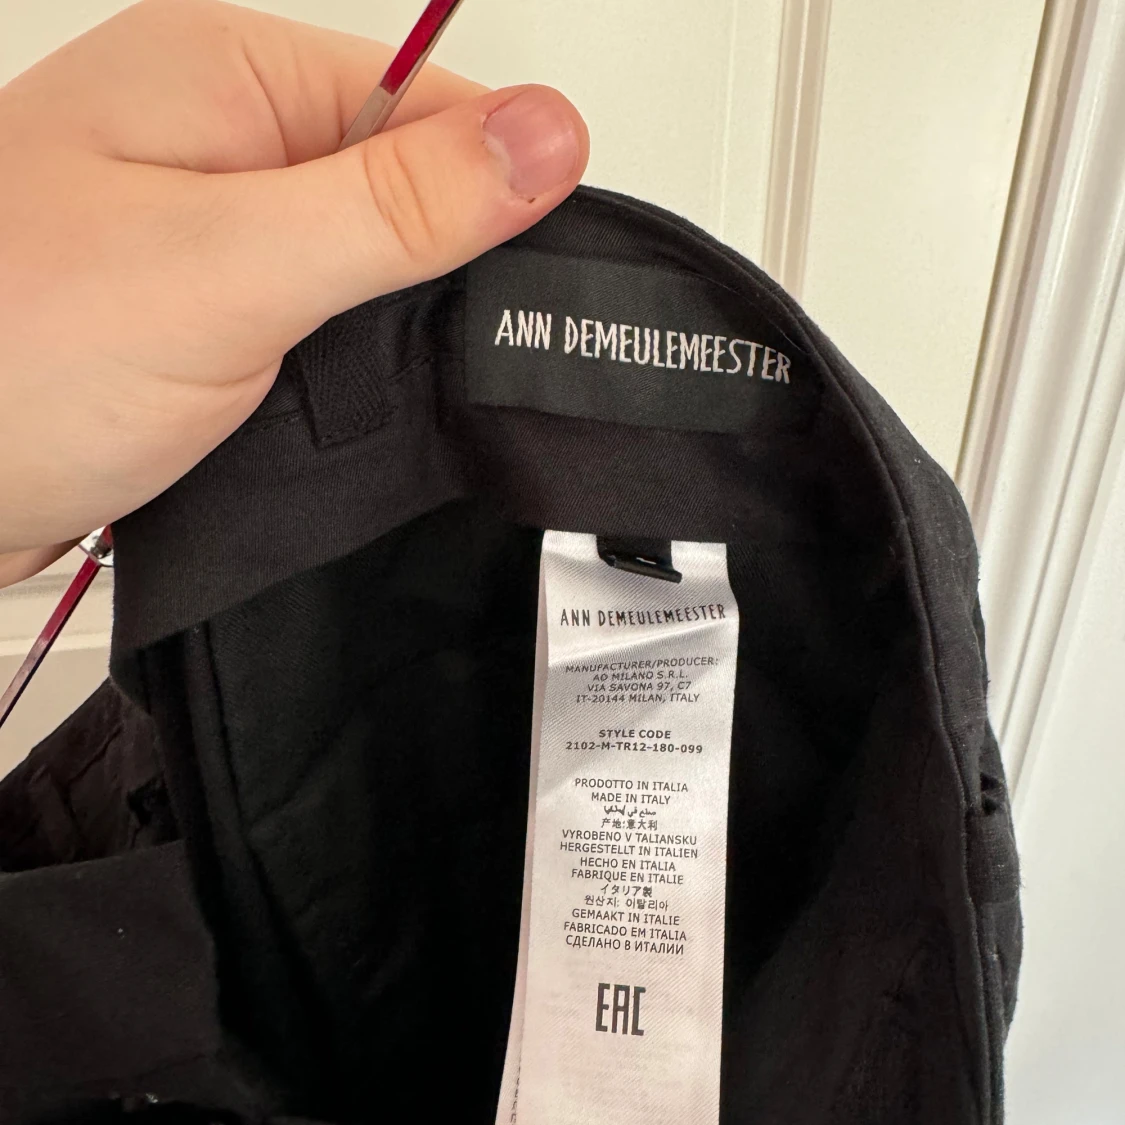 ANN DEMEULEMEESTER
ANN DEMEULEMEESTER
MANUFACTURER/PRODUCER:
AO MILANO S.R.L.
VIA SAVONA 97, C7
IT-20144 MILAN, ITALY
STYLE CODE
2102-M-TR12-180-099
PRODOTTO IN ITALIA
MADE IN ITALY
صنع في إيطاليا
产地:意大利
VYROBENO V TALIANSKU
HERGESTELLT IN ITALIEN
HECHO EN ITALIA
FABRIQUE EN ITALIE
イタリア製
원산지: 이탈리아
GEMAAKT IN ITALIE
FABRICADO EM ITALIA
СДЕЛАНО В ИТАЛИИ
EAC